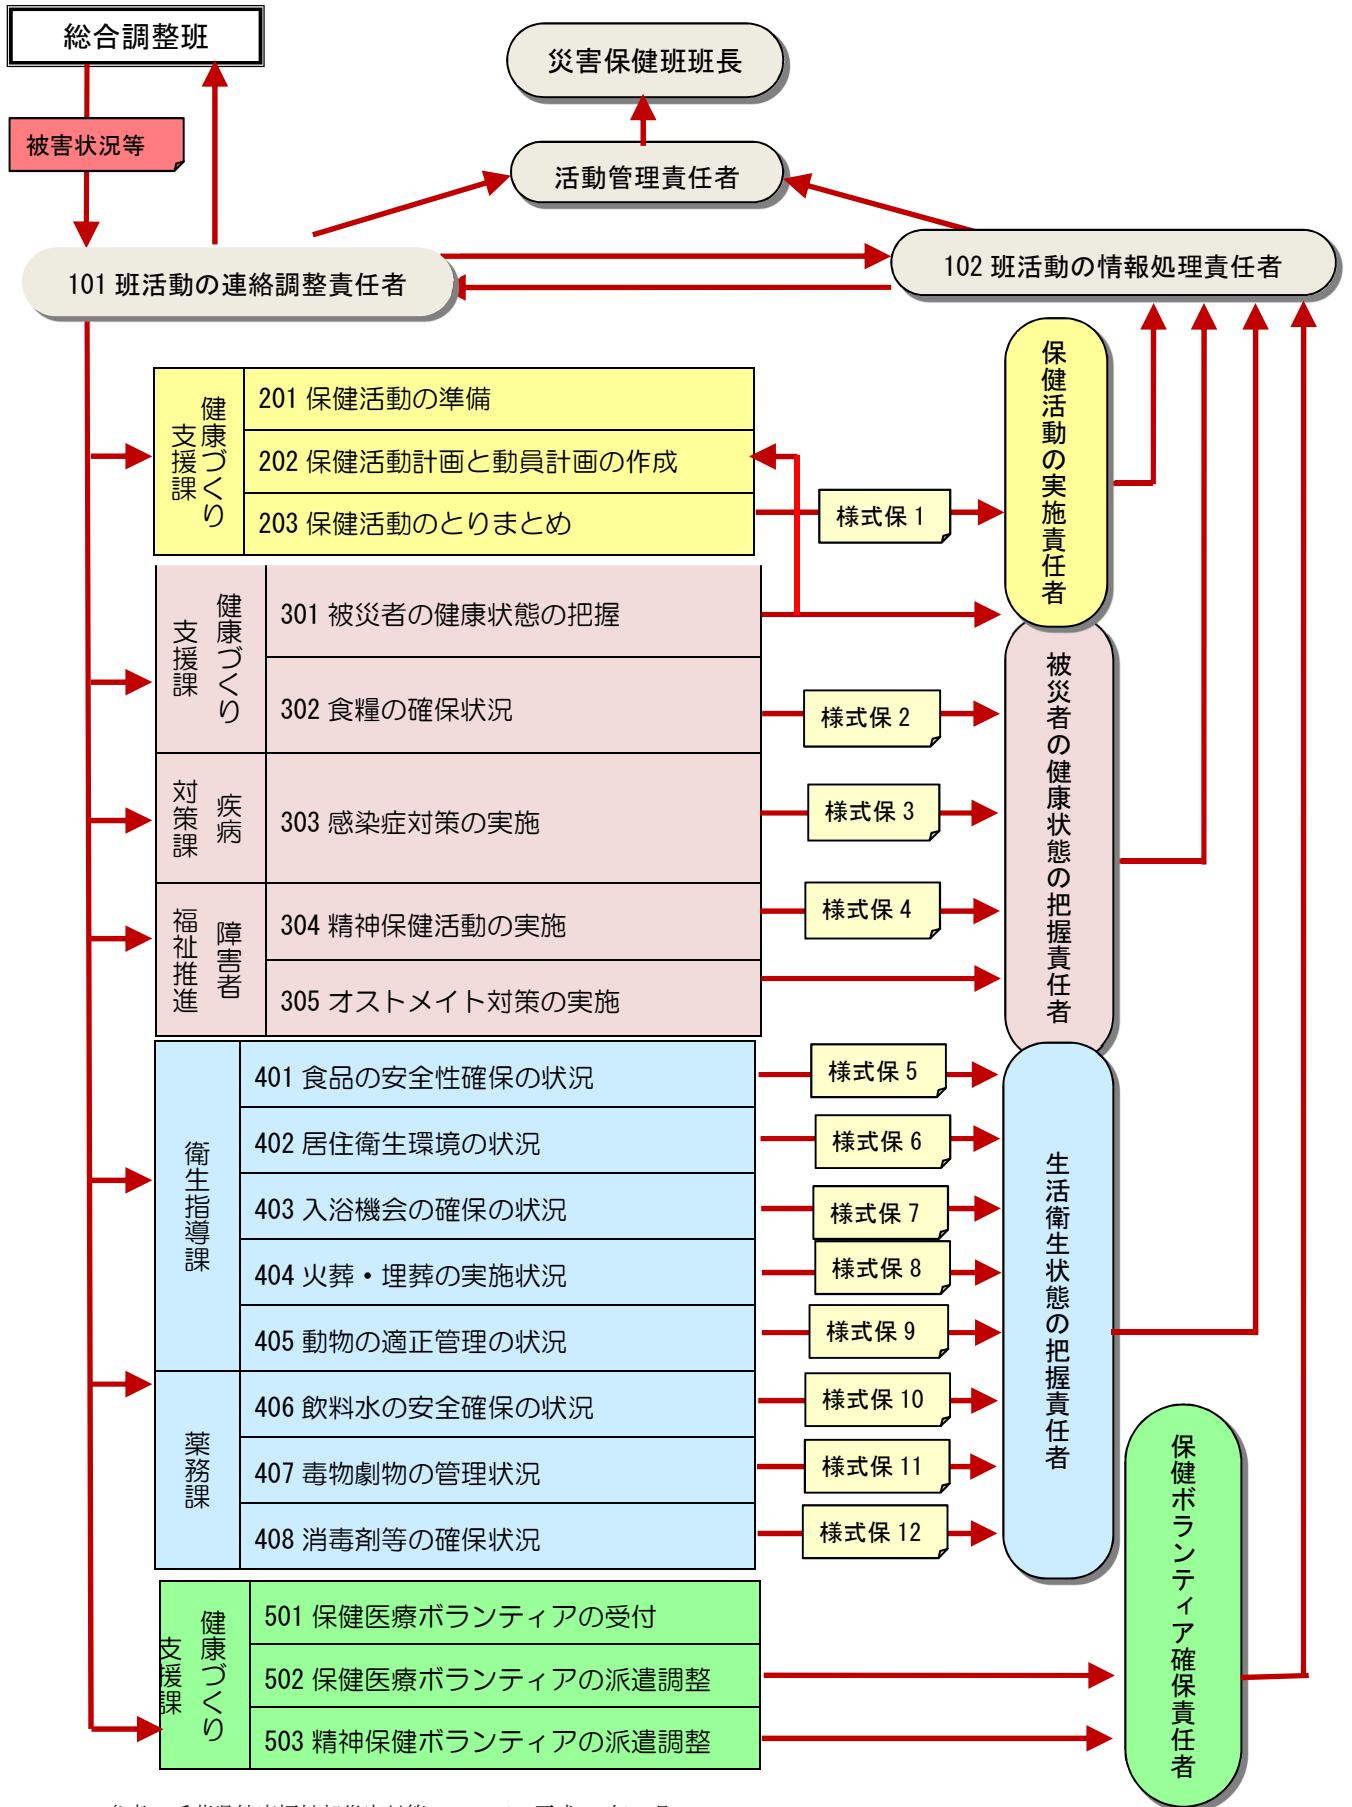 総合調整班
災害保健班班長
被害状況等
活動管理責任者
101 班活動の連絡調整責任者
102 班活動の情報処理責任者
健康づくり
支援課
201 保健活動の準備
202 保健活動計画と動員計画の作成
203 保健活動のとりまとめ
様式保 1
保健活動の実施責任者
健康づくり
支援課
301 被災者の健康状態の把握
302 食糧の確保状況
様式保 2
疾病
対策課
303 感染症対策の実施
様式保 3
障害者
福祉推進
304 精神保健活動の実施
様式保 4
305 オストメイト対策の実施
被災者の健康状態の把握責任者
衛生指導課
401 食品の安全性確保の状況
様式保 5
402 居住衛生環境の状況
様式保 6
403 入浴機会の確保の状況
様式保 7
404 火葬・埋葬の実施状況
様式保 8
405 動物の適正管理の状況
様式保 9
薬務課
406 飲料水の安全確保の状況
様式保 10
407 毒物劇物の管理状況
様式保 11
408 消毒剤等の確保状況
様式保 12
生活衛生状態の把握責任者
健康づくり
支援課
501 保健医療ボランティアの受付
502 保健医療ボランティアの派遣調整
503 精神保健ボランティアの派遣調整
保健ボランティア確保責任者